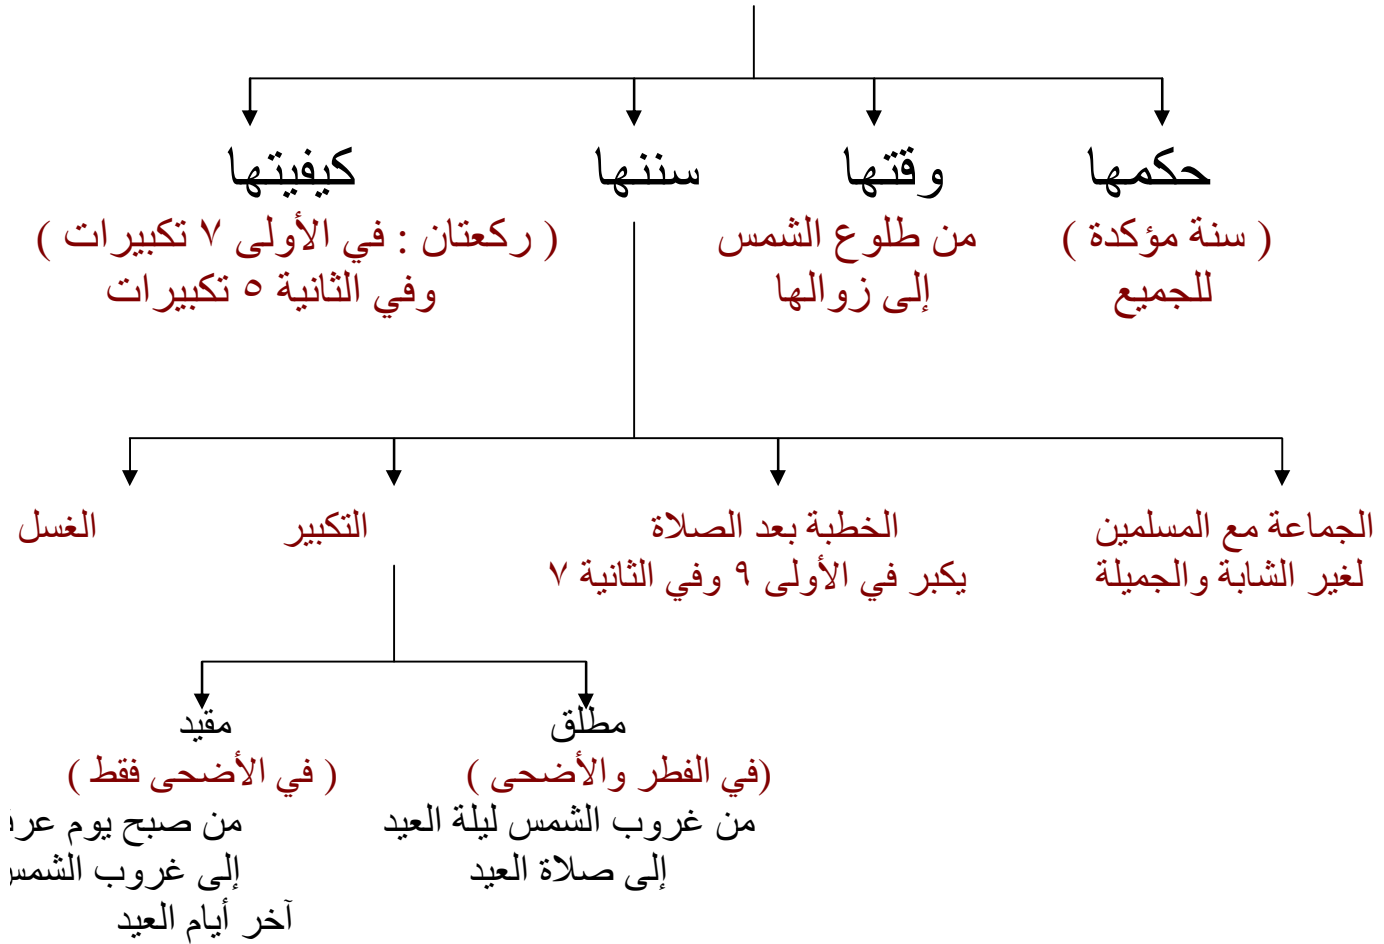 حكمها
وقتها
سننها
كيفيتها
( سنة مؤكدة )
للجميع
من طلوع الشمس
إلى زوالها
( ركعتان : في الأولى ٧ تكبيرات )
وفي الثانية ٥ تكبيرات
الجماعة مع المسلمين
لغير الشابة والجميلة
الخطبة بعد الصلاة
يكبر في الأولى ٩ وفي الثانية ٧
التكبير
الغسل
مطلق
(في الفطر والأضحى )
من غروب الشمس ليلة العيد
إلى صلاة العيد
مقيد
( في الأضحى فقط )
من صبح يوم
إلى غروب الشمس
آخر أيام العيد